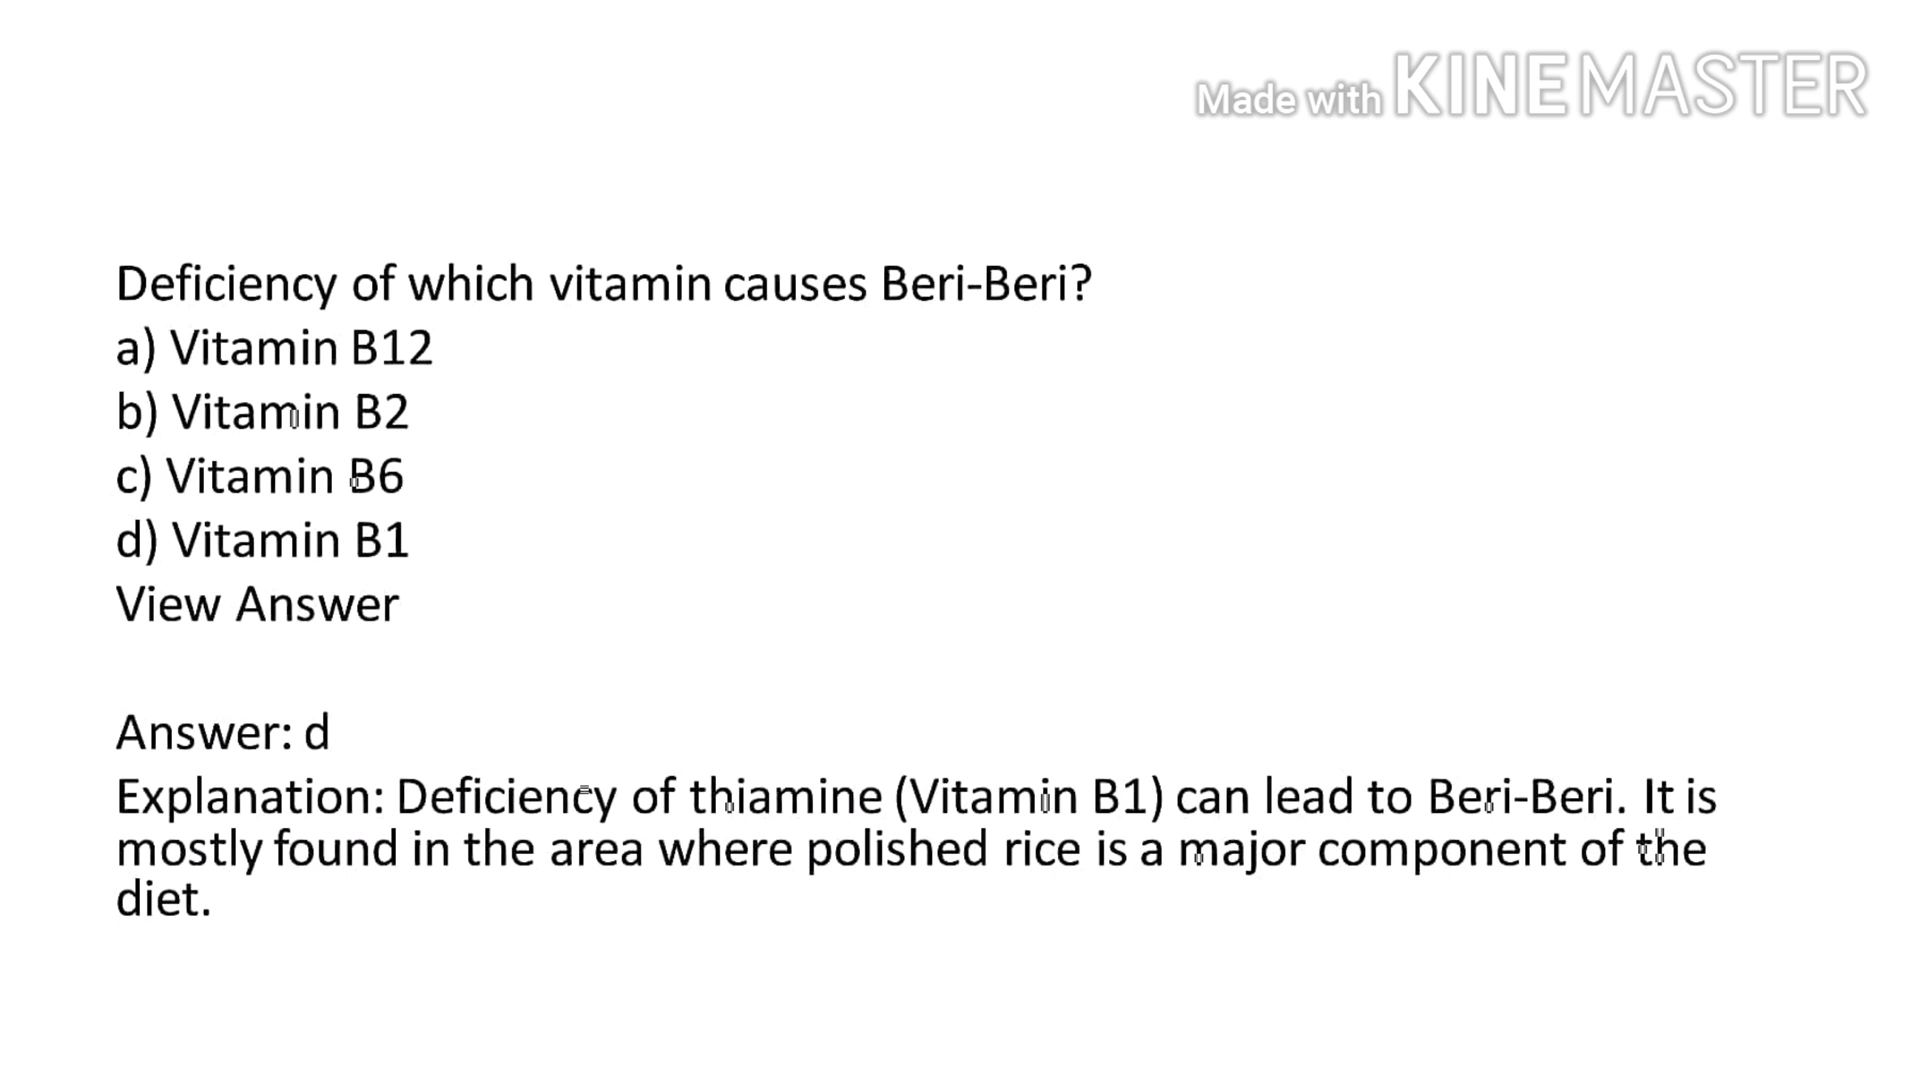 Made with KINEMASTER
Deficiency of which vitamin causes Beri-Beri?
a) Vitamin B12
b) Vitamin B2
c) Vitamin B6
d) Vitamin B1
View Answer
Answer: d
Explanation: Deficiency of thiamine (Vitamin B1) can lead to Beri-Beri. It is
mostly found in the area where polished rice is a major component of the
diet.